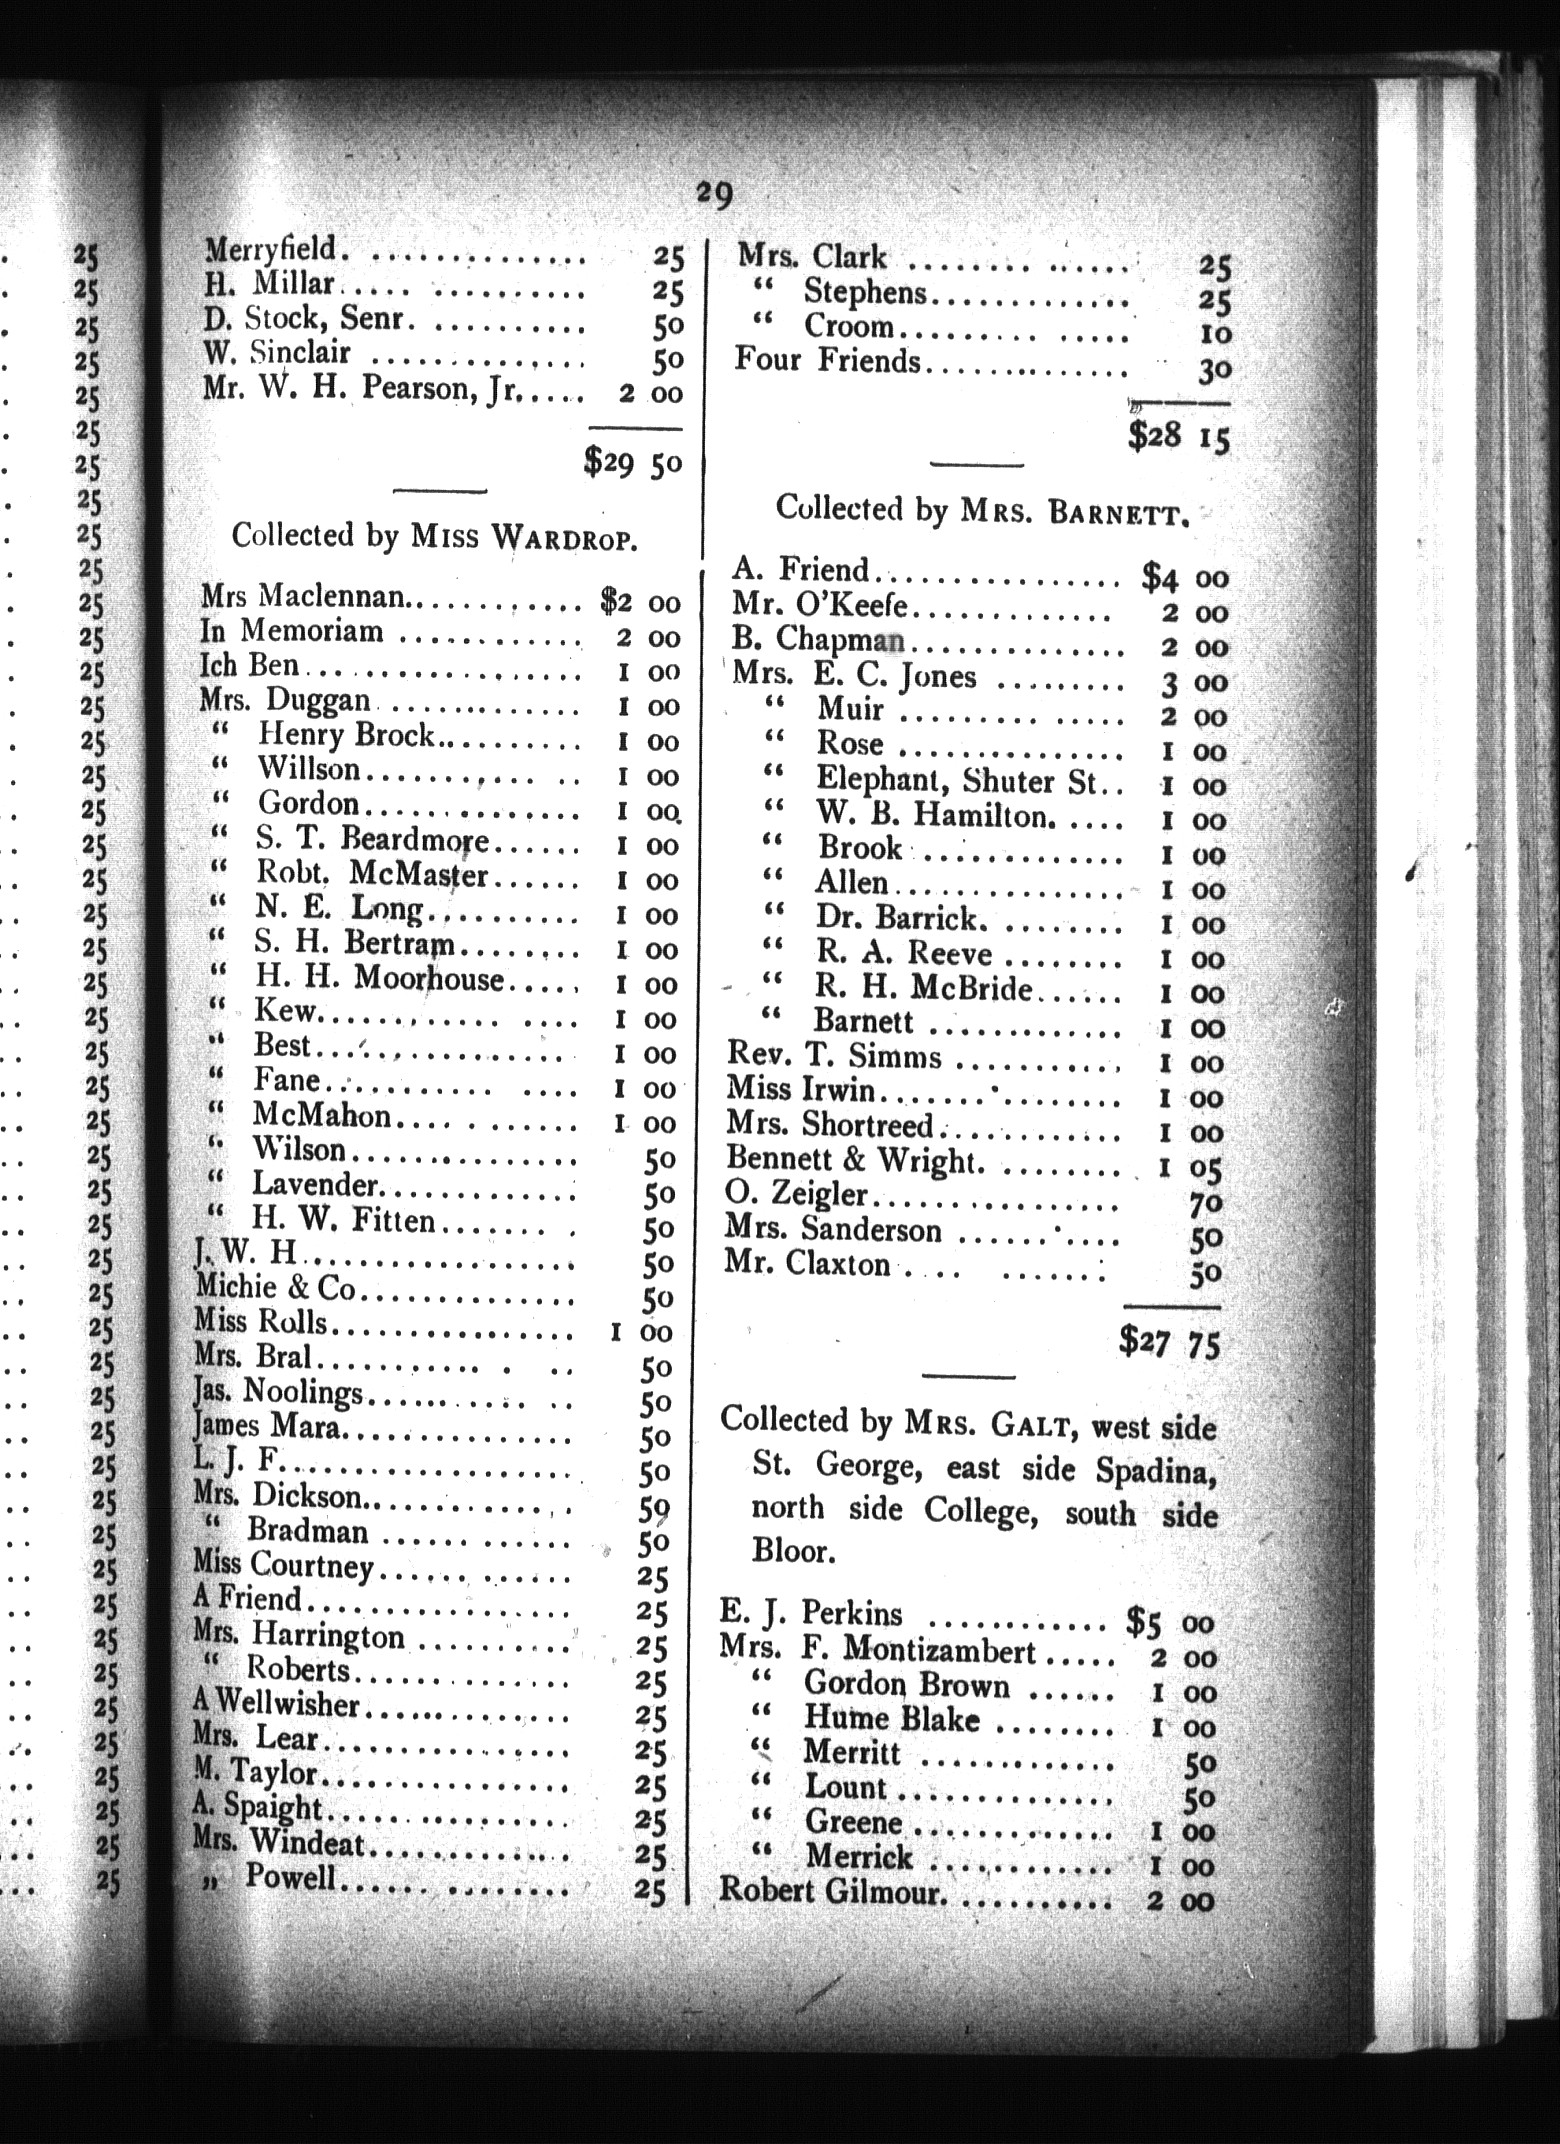 29
Merryfield. .............. 25
H. Millar..... .......... 25
D. Stock, Senr. .......... 50
W. Sinclair .............. 50
Mr. W. H. Pearson, Jr..... 2 00
$29 50
Collected by MISS WARDROP.
Mrs Maclennan............ $2 00
In Memoriam ............ 2 00
Ich Ben.................. 1 00
Mrs. Duggan. ............ 1 00
“ Henry Brock........... 1 00
“ Willson............ .. 1 00
“ Gordon............... 1 00
“ S. T. Beardmore...... 1 00
“ Robt. McMaster...... 1 00
“ N. E. Long........... 1 00
“ S. H. Bertram........ 1 00
“ H. H. Moorhouse..... 1 00
“ Kew............ .... 1 00
“ Best................. 1 00
“ Fane............ .... 1 00
“ McMahon.... ........ 1 00
“ Wilson............... 50
“ Lavender............. 50
“ H. W. Fitten....... . 50
J. W. H.................. 50
Michie & Co.............. 50
Miss Rolls................ 1 00
Mrs. Bral........... . .. 50
Jas. Noolings.......... .. 50
James Mara............... 50
L. J. F................... 50
Mrs. Dickson............. 50
“ Bradman ...... ...... 50
Miss Courtney...... ...... 25
A Friend................. 25
Mrs. Harrington .......... 25
“ Roberts.............. 25
A Wellwisher............. 25
Mrs. Lear................ 25
M. Taylor................ 25
A. Spaight............... 25
Mrs. Windeat............. 25
„ Powell...... ........ 25
Mrs. Clark ........ ...... 25
“ Stephens............. 25
“ Croom......... ..... 10
Four Friends.............. 30
$28 15
Collected by MRS. BARNETT.
A. Friend................ $4 00
Mr. O'Keefe............. 2 00
B. Chapman.............. 2 00
Mrs. E. C. Jones ......... 3 00
“ Muir ......... ..... 2 00
“ Rose ............... 1 00
“ Elephant, Shuter St.. 1 00
“ W. B. Hamilton. .... 1 00
“ Brook .............. 1 00
“ Allen................ 1 00
“ Dr. Barrick. ........ 1 00
“ R. A. Reeve ........ 1 00
“ R. H. McBride...... 1 00
“ Barnett ............. 1 00
Rev. T. Simms ........... 1 00
Miss Irwin................ 1 00
Mrs. Shortreed............ 1 00
Bennett & Wright. ........ 1 05
O. Zeigler................ 70
Mrs. Sanderson ........... 50
Mr. Claxton .... ....... 50
$27 75
Collected by MRS. GALT, west side
St. George, east side Spadina,
north side College, south side
Bloor.
E. J. Perkins ............ $5 00
Mrs. F. Montizambert ..... 2 00
“ Gordon Brown ...... 1 00
“ Hume Blake ........ 1 00
“ Merritt ............. 50
“ Lount .............. 50
“ Greene ............. 1 00
“ Merrick ............ 1 00
Robert Gilmour. .......... 2 00